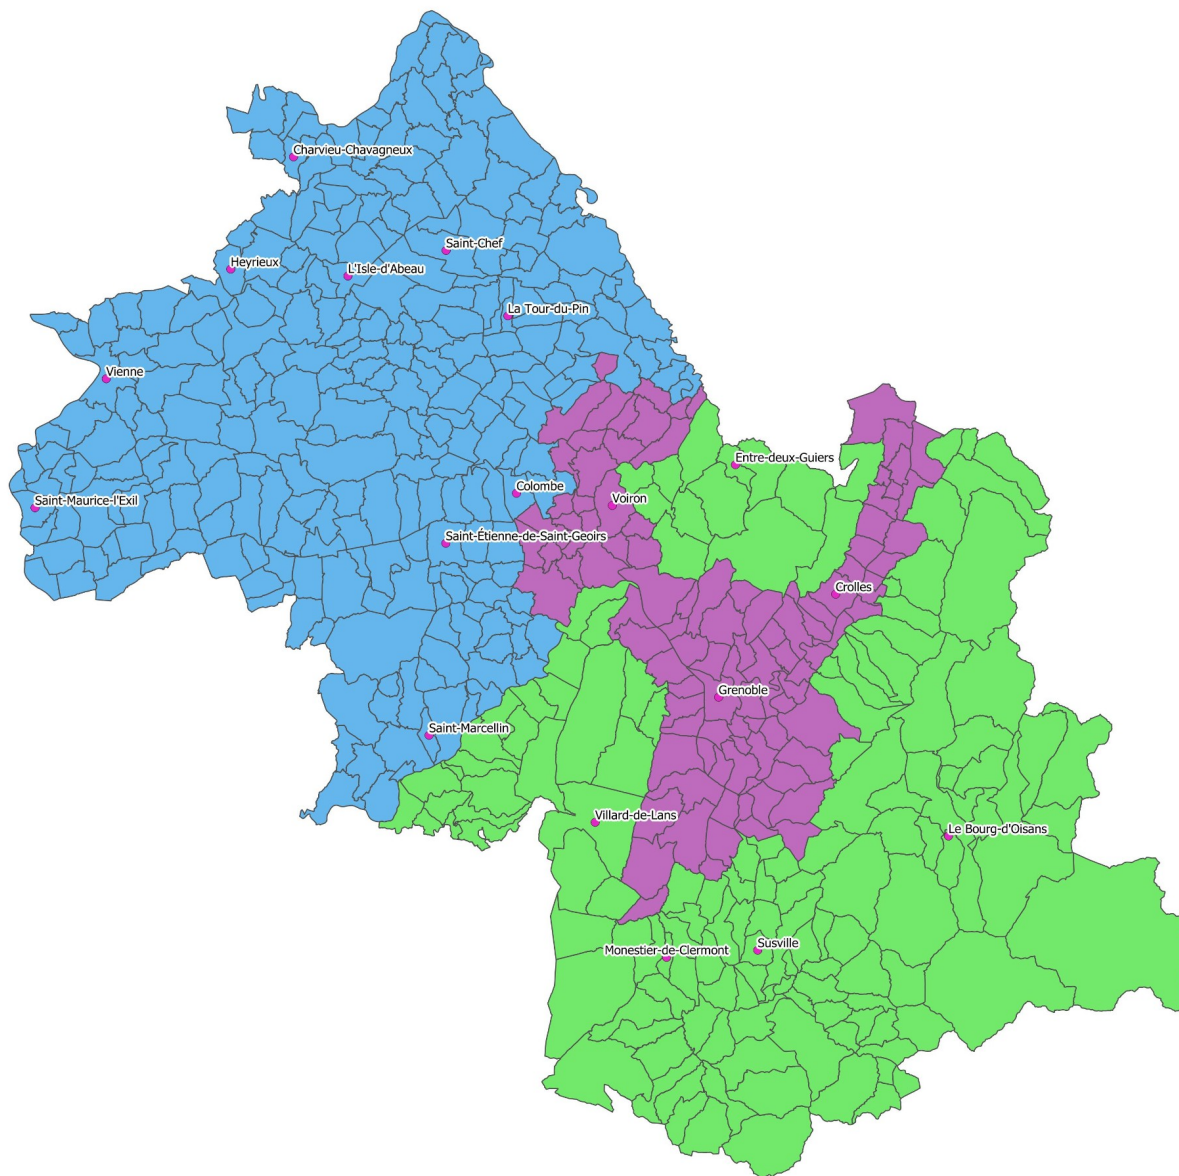 Charvieu-Chavagneux
Saint-Chef
Heyrieux
L'Isle-d'Abeau
La Tour-du-Pin
Vienne
Entre-deux-Guiers
Colombe
Saint-Maurice-l'Exil
Voiron
Saint-Étienne-de-Saint-Geoirs
Crolles
Grenoble
Saint-Marcellin
Villard-de-Lans
Le Bourg-d'Oisans
Susville
Monestier-de-Clermont